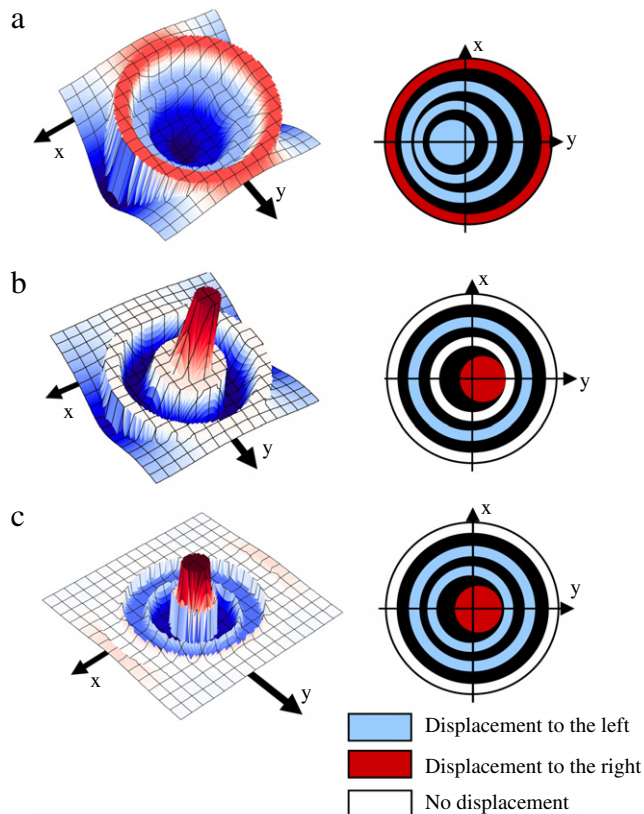 a
x
y
x
y
b
x
y
x
y
c
x
y
x
y
Displacement to the left
Displacement to the right
No displacement